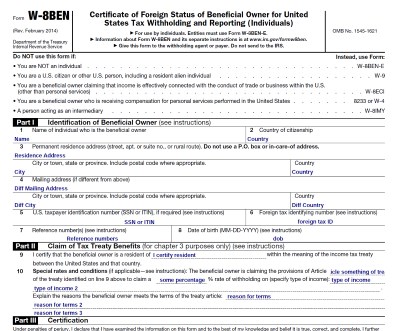 Form W-8BEN
(Rev. February 2014)
Department of the Treasury
Internal Revenue Service
Certificate of Foreign Status of Beneficial Owner for United
States Tax Withholding and Reporting (Individuals)
► For use by individuals. Entities must use Form W-8BEN-E.
► Information about Form W-8BEN and its separate instructions is at www.irs.gov/formw8ben.
► Give this form to the withholding agent or payer. Do not send to the IRS.
OMB No. 1545-1621
Do NOT use this form if: Instead, use Form:
• You are NOT an individual W-8BEN-E
• You are a U.S. citizen or other U.S. person, including a resident alien individual W-9
• You are a beneficial owner claiming that income is effectively connected with the conduct of trade or business within the U.S.
(other than personal services) W-8ECI
• You are a beneficial owner who is receiving compensation for personal services performed in the United States 8233 or W-4
• A person acting as an intermediary W-8IMY
Part I Identification of Beneficial Owner (see instructions)
1 Name of individual who is the beneficial owner 2 Country of citizenship
Name Country
3 Permanent residence address (street, apt. or suite no., or rural route). Do not use a P.O. box or in-care-of address.
Residence Address
City or town, state or province. Include postal code where appropriate. Country
City Country
4 Mailing address (if different from above)
Diff Mailing Address
City or town, state or province. Include postal code where appropriate. Country
Diff City Diff Country
5 U.S. taxpayer identification number (SSN or ITIN), if required (see instructions) 6 Foreign tax identifying number (see instructions)
SSN or ITIN foreign tax ID
7 Reference number(s) (see instructions) 8 Date of birth (MM-DD-YYYY) (see instructions)
Reference numbers dob
Part II Claim of Tax Treaty Benefits (for chapter 3 purposes only) (see instructions)
9 I certify that the beneficial owner is a resident of I certify resident within the meaning of the income tax treaty
between the United States and that country.
10 Special rates and conditions (if applicable—see instructions): The beneficial owner is claiming the provisions of Article icle something of tre
of the treaty identified on line 9 above to claim a some percentage % rate of withholding on (specify type of income): type of income
type of income 2 .
Explain the reasons the beneficial owner meets the terms of the treaty article: reason for terms
reason for terms 2
reason for terms 3
Part III Certification
Under penalties of perjury, I declare that I have examined the information on this form and to the best of my knowledge and belief it is true, correct, and complete. I further